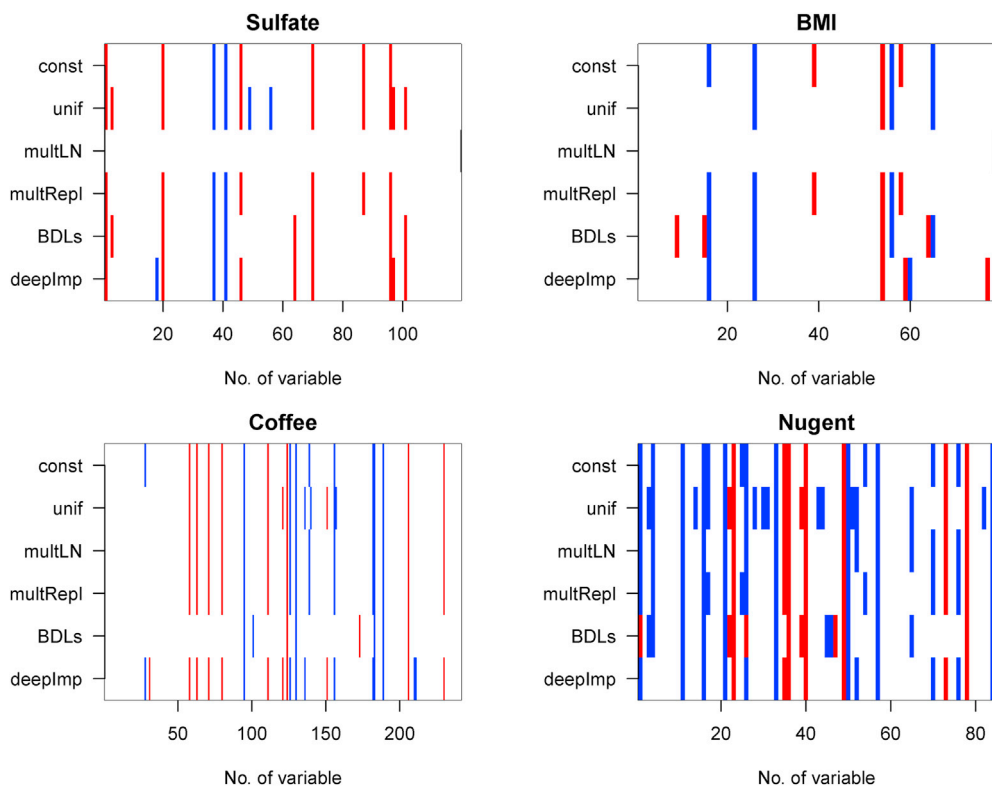 Sulfate
const
unif
multLN
multRepl
BDLs
deepImp
20 40 60 80 100
No. of variable
BMI
const
unif
multLN
multRepl
BDLs
deepImp
20 40 60
No. of variable
Coffee
const
unif
multLN
multRepl
BDLs
deepImp
50 100 150 200
No. of variable
Nugent
const
unif
multLN
multRepl
BDLs
deepImp
20 40 60 80
No. of variable